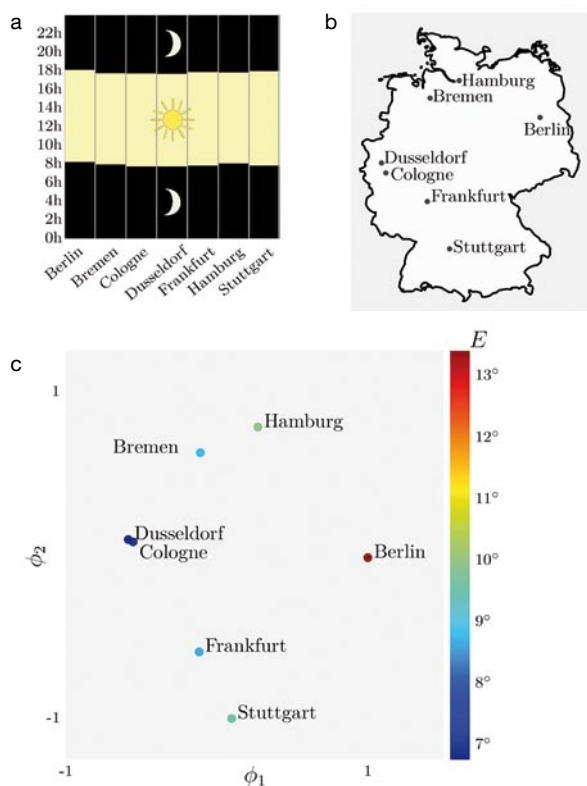 a
22h
20h
18h
16h
14h
12h
10h
8h
6h
4h
2h
0h
Berlin
Bremen
Cologne
Dusseldorf
Frankfurt
Hamburg
Stuttgart
b
Hamburg
Bremen
Berlin
Dusseldorf
Cologne
Frankfurt
Stuttgart
c
E
1
Hamburg
Bremen
Dusseldorf
Cologne
Berlin
Frankfurt
Stuttgart
-1
ϕ2
-1
ϕ1
1
13°
12°
11°
10°
9°
8°
7°